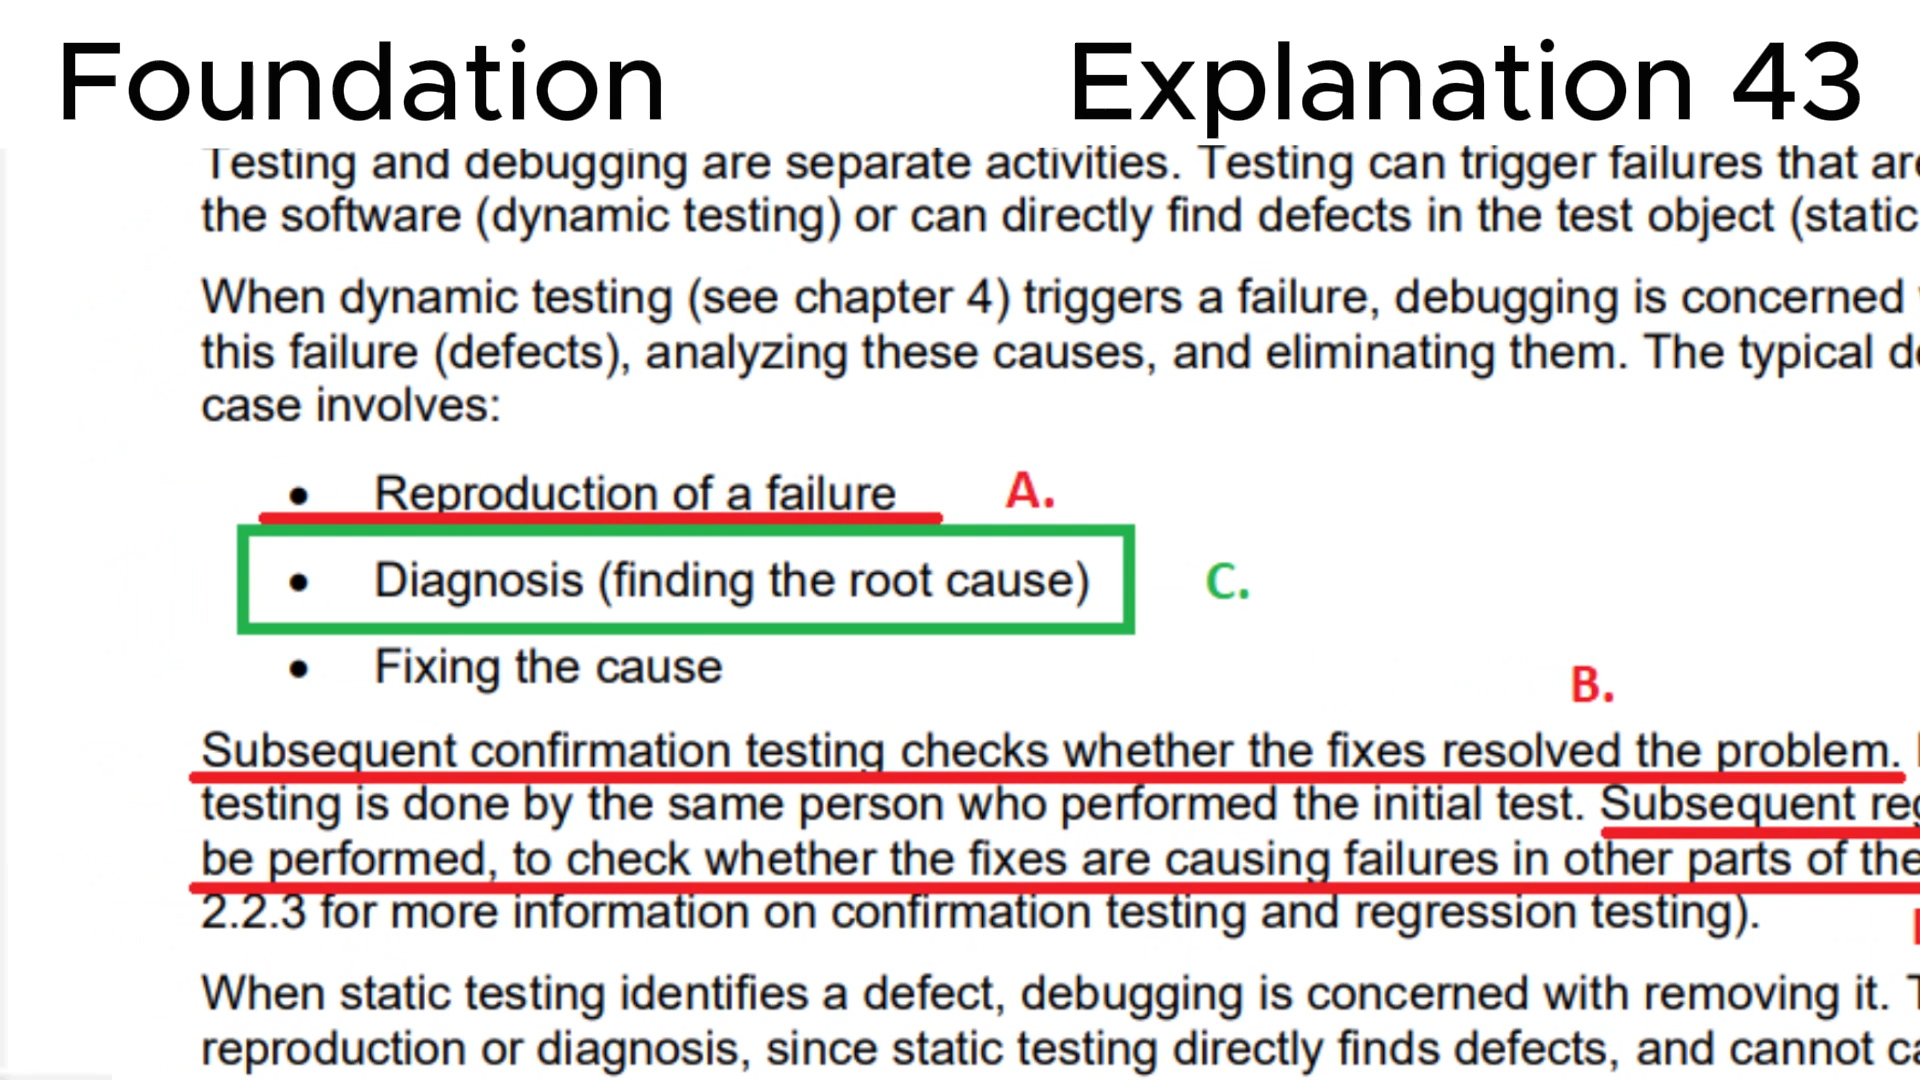 Foundation Explanation 43
Testing and debugging are separate activities. Testing can trigger failures that are
the software (dynamic testing) or can directly find defects in the test object (static
When dynamic testing (see chapter 4) triggers a failure, debugging is concerned
this failure (defects), analyzing these causes, and eliminating them. The typical
case involves:
• Reproduction of a failure A.
• Diagnosis (finding the root cause) C.
• Fixing the cause
B.
Subsequent confirmation testing checks whether the fixes resolved the problem.
testing is done by the same person who performed the initial test. Subsequent
be performed, to check whether the fixes are causing failures in other parts of the
2.2.3 for more information on confirmation testing and regression testing).
When static testing identifies a defect, debugging is concerned with removing it.
reproduction or diagnosis, since static testing directly finds defects, and cannot